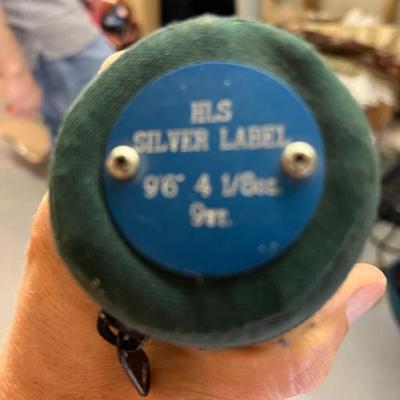 HLS
SILVER LABEL
9'6" 4 1/8oz.
9wt.